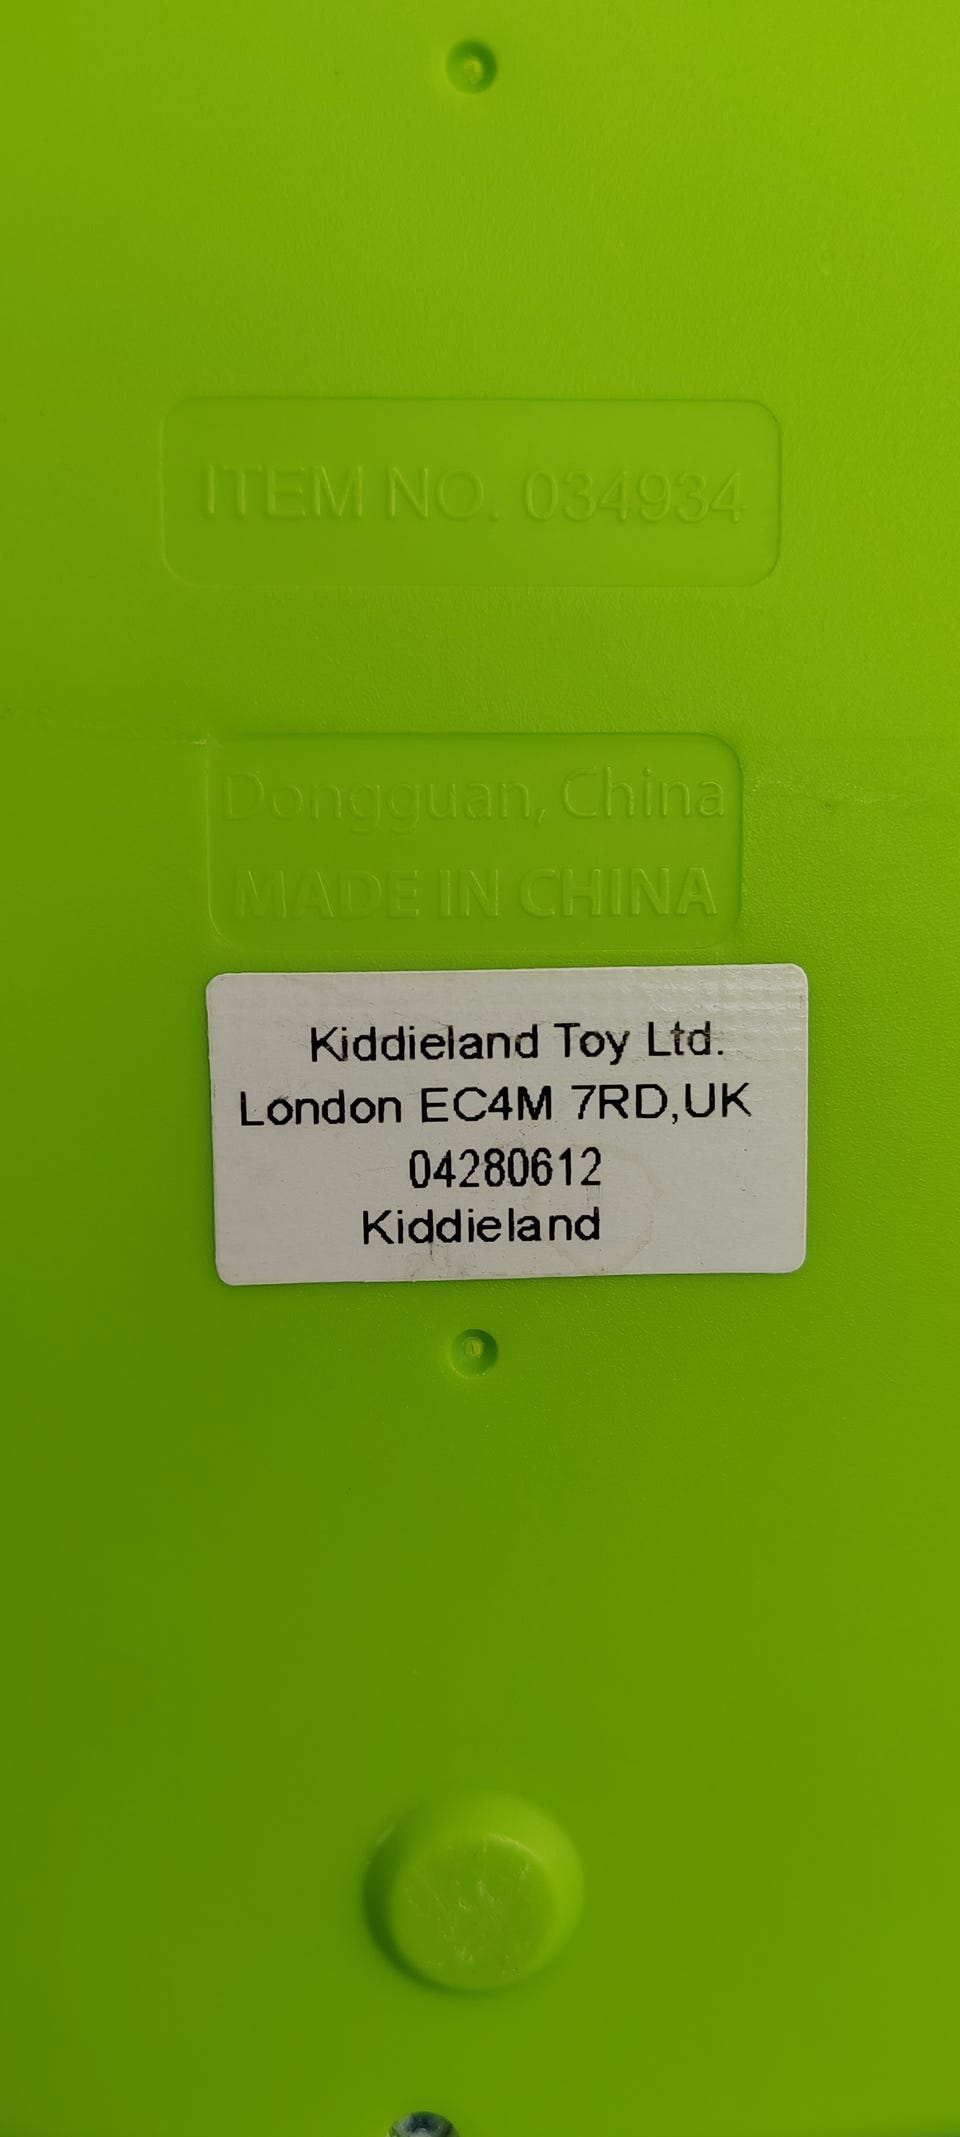 ITEM NO. 034934
Dongguan, China
MADE IN CHINA
Kiddieland Toy Ltd.
London EC4M 7RD,UK
04280612
Kiddieland